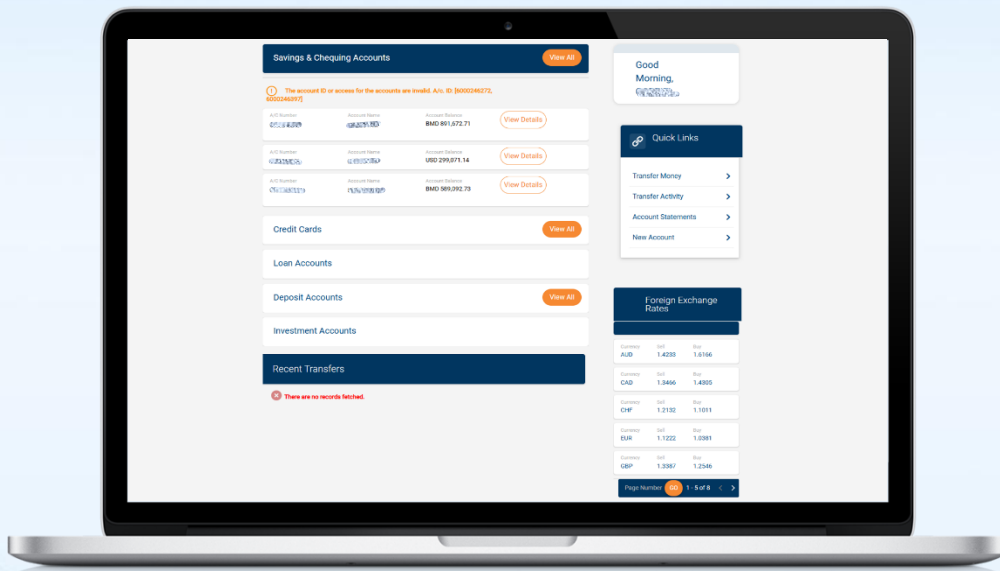 Savings & Chequing Accounts
View All
The account ID or access for the accounts are invalid. A/c. ID: [6000246273,
6000246397]
A/C Number Account Name Account Balance
BMD 891,672.71
View Details
A/C Number Account Name Account Balance
USD 299,071.14
View Details
A/C Number Account Name Account Balance
BMD 589,092.73
View Details
Credit Cards
View All
Loan Accounts
Deposit Accounts
View All
Investment Accounts
Recent Transfers
There are no records fetched.
Good
Morning,
Quick Links
Transfer Money
Transfer Activity
Account Statements
New Account
Foreign Exchange
Rates
Currency Sell Buy
AUD 1.4233 1.6166
Currency Sell Buy
CAD 1.3466 1.4305
Currency Sell Buy
CHF 1.2132 1.1011
Currency Sell Buy
EUR 1.1222 1.0381
Currency Sell Buy
GBP 1.3387 1.2546
Page Number GO 1 - 5 of 8